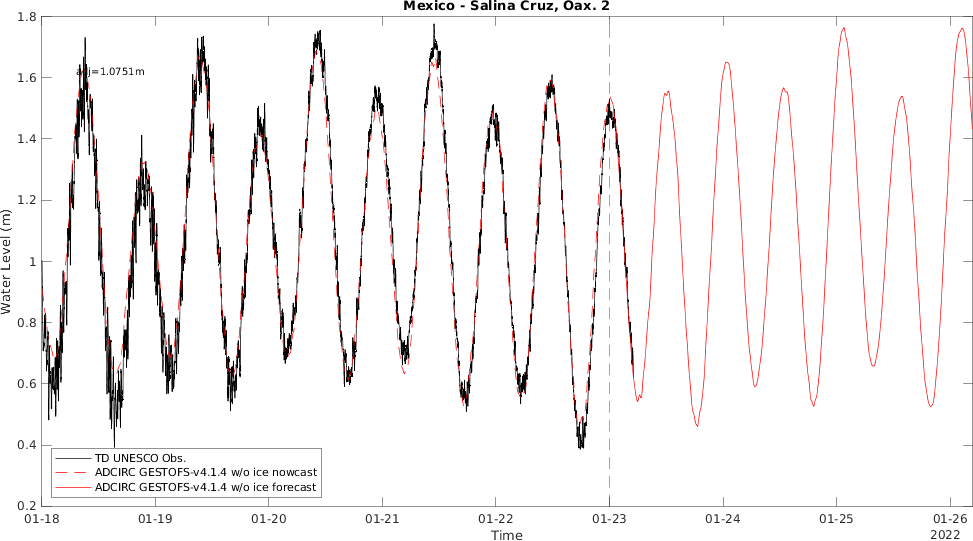 Mexico - Salina Cruz, Oax. 2
1.8
1.6
1.4
1.2
1
0.8
0.6
0.4
0.2
Water Level (m)
adj=1.0751m
TD UNESCO Obs.
ADCIRC GESTOFS-v4.1.4 w/o ice nowcast
ADCIRC GESTOFS-v4.1.4 w/o ice forecast
01-18 01-19 01-20 01-21 01-22 01-23 01-24 01-25 01-26
Time
2022